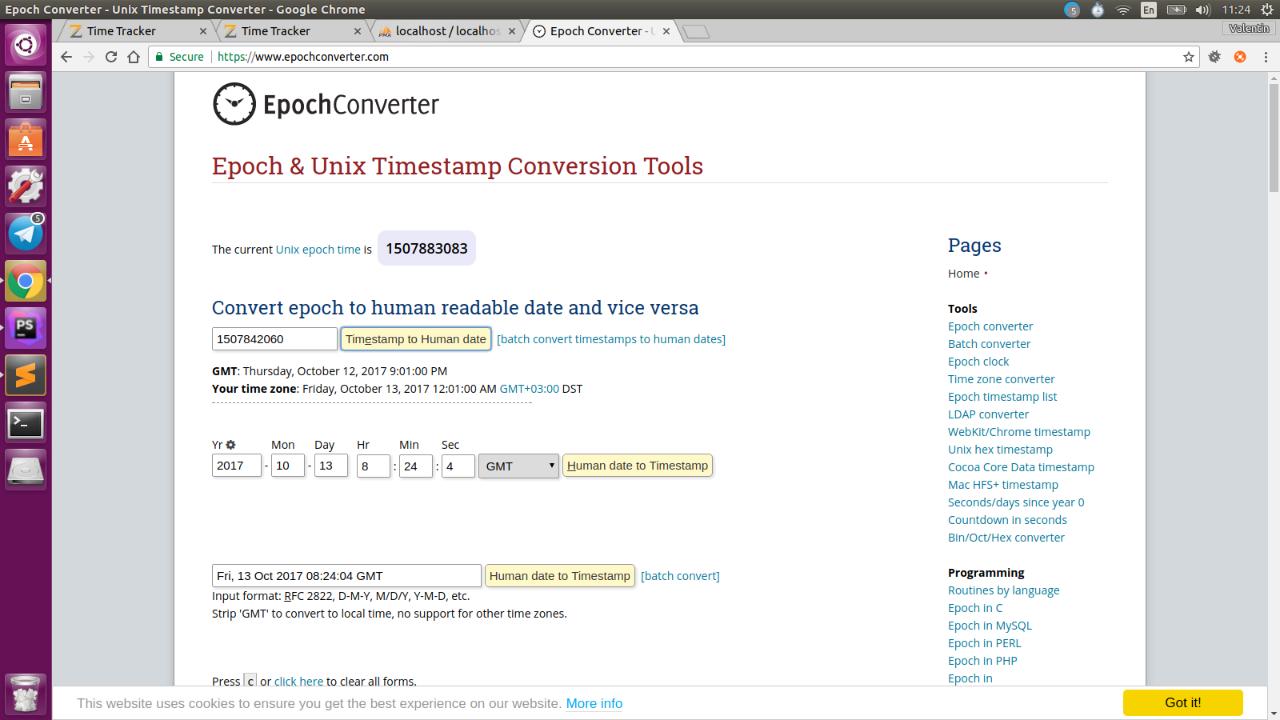 Epoch Converter - Unix Timestamp Converter - Google Chrome
5
En
11:24
Time Tracker
Time Tracker
localhost / localhos
Epoch Converter -
Valentin
Secure
https://www.epochconverter.com
EpochConverter
Epoch & Unix Timestamp Conversion Tools
The current Unix epoch time is 1507883083
Convert epoch to human readable date and vice versa
1507842060 Timestamp to Human date [batch convert timestamps to human dates]
GMT: Thursday, October 12, 2017 9:01:00 PM
Your time zone: Friday, October 13, 2017 12:01:00 AM GMT+03:00 DST
Yr Mon Day Hr Min Sec
2017 - 10 - 13 8 : 24 : 4 GMT Human date to Timestamp
Fri, 13 Oct 2017 08:24:04 GMT Human date to Timestamp [batch convert]
Input format: RFC 2822, D-M-Y, M/D/Y, Y-M-D, etc.
Strip 'GMT' to convert to local time, no support for other time zones.
Press c or click here to clear all forms.
Pages
Home •
Tools
Epoch converter
Batch converter
Epoch clock
Time zone converter
Epoch timestamp list
LDAP converter
WebKit/Chrome timestamp
Unix hex timestamp
Cocoa Core Data timestamp
Mac HFS+ timestamp
Seconds/days since year 0
Countdown in seconds
Bin/Oct/Hex converter
Programming
Routines by language
Epoch in C
Epoch in MySQL
Epoch in PERL
Epoch in PHP
Epoch in
This website uses cookies to ensure you get the best experience on our website. More info
Got it!
5
PS